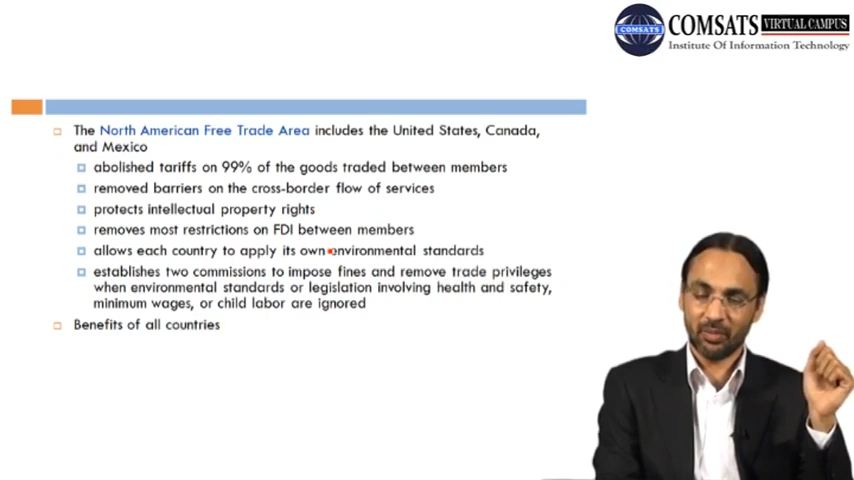 COMSATS VIRTUAL CAMPUS
COMSATS
Institute Of Information Technology
The North American Free Trade Area includes the United States, Canada,
and Mexico
abolished tariffs on 99% of the goods traded between members
removed barriers on the cross-border flow of services
protects intellectual property rights
removes most restrictions on FDI between members
allows each country to apply its own environmental standards
establishes two commissions to impose fines and remove trade privileges
when environmental standards or legislation involving health and safety,
minimum wages, or child labor are ignored
Benefits of all countries